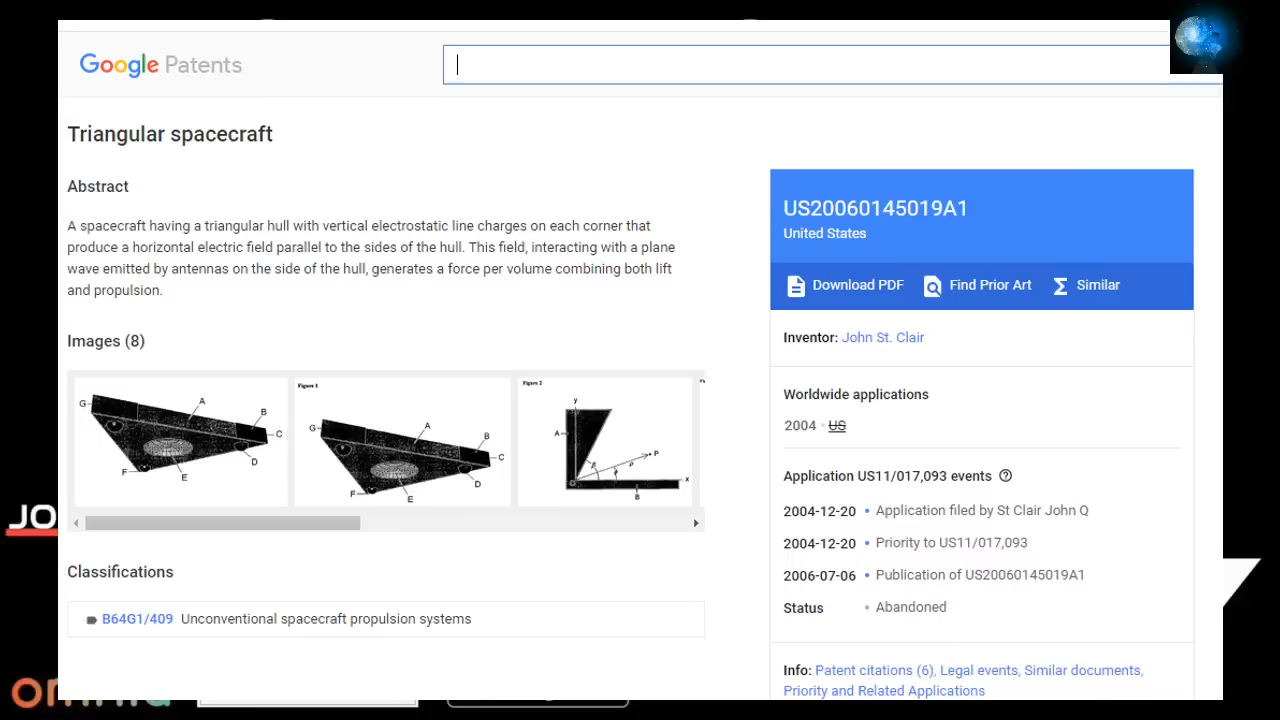 Google Patents
Triangular spacecraft
Abstract
A spacecraft having a triangular hull with vertical electrostatic line charges on each corner that
produce a horizontal electric field parallel to the sides of the hull. This field, interacting with a plane
wave emitted by antennas on the side of the hull, generates a force per volume combining both lift
and propulsion.
Images (8)
G
A
B
C
D
E
F
Figure 1
G
A
B
C
D
E
F
Figure 2
y
A
P
ρ
β
φ
x
B
Classifications
B64G1/409 Unconventional spacecraft propulsion systems
US20060145019A1
United States
Download PDF Find Prior Art Similar
Inventor: John St. Clair
Worldwide applications
2004 · US
Application US11/017,093 events
2004-12-20 • Application filed by St Clair John Q
2004-12-20 • Priority to US11/017,093
2006-07-06 • Publication of US20060145019A1
Status • Abandoned
Info: Patent citations (6), Legal events, Similar documents,
Priority and Related Applications
JO